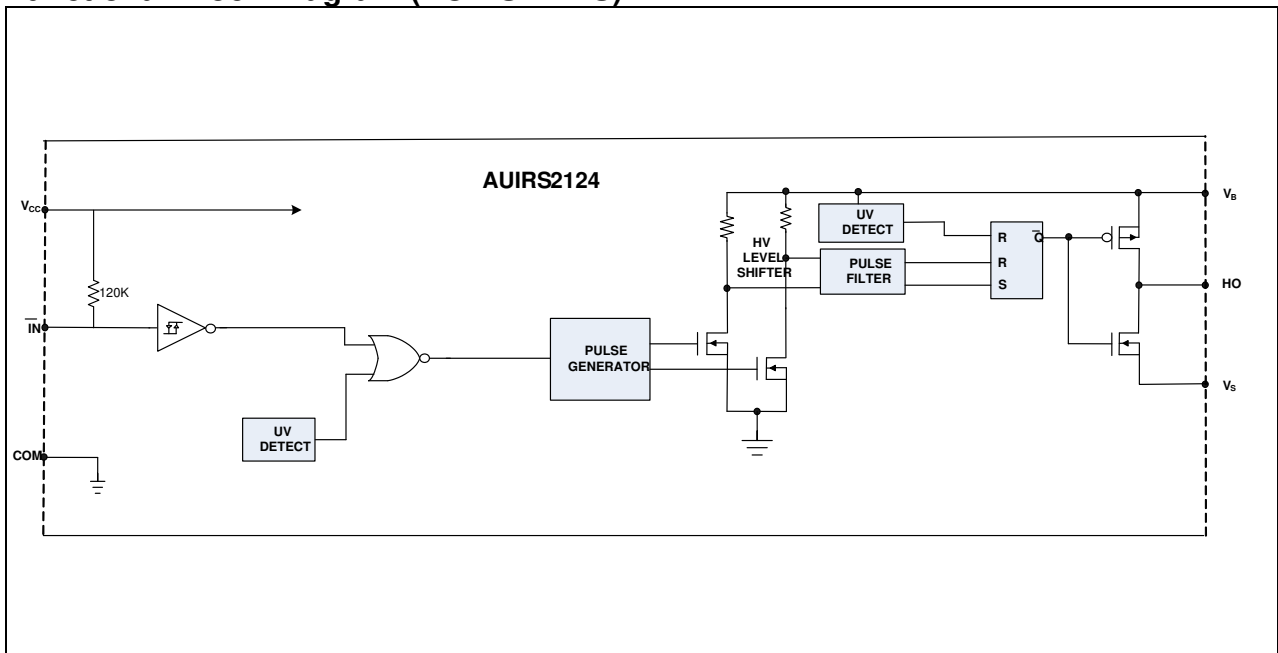 AUIRS2124
VCC
120K
IN
COM
UV
DETECT
PULSE
GENERATOR
HV
LEVEL
SHIFTER
UV
DETECT
PULSE
FILTER
R
R
S
Q
VB
HO
VS